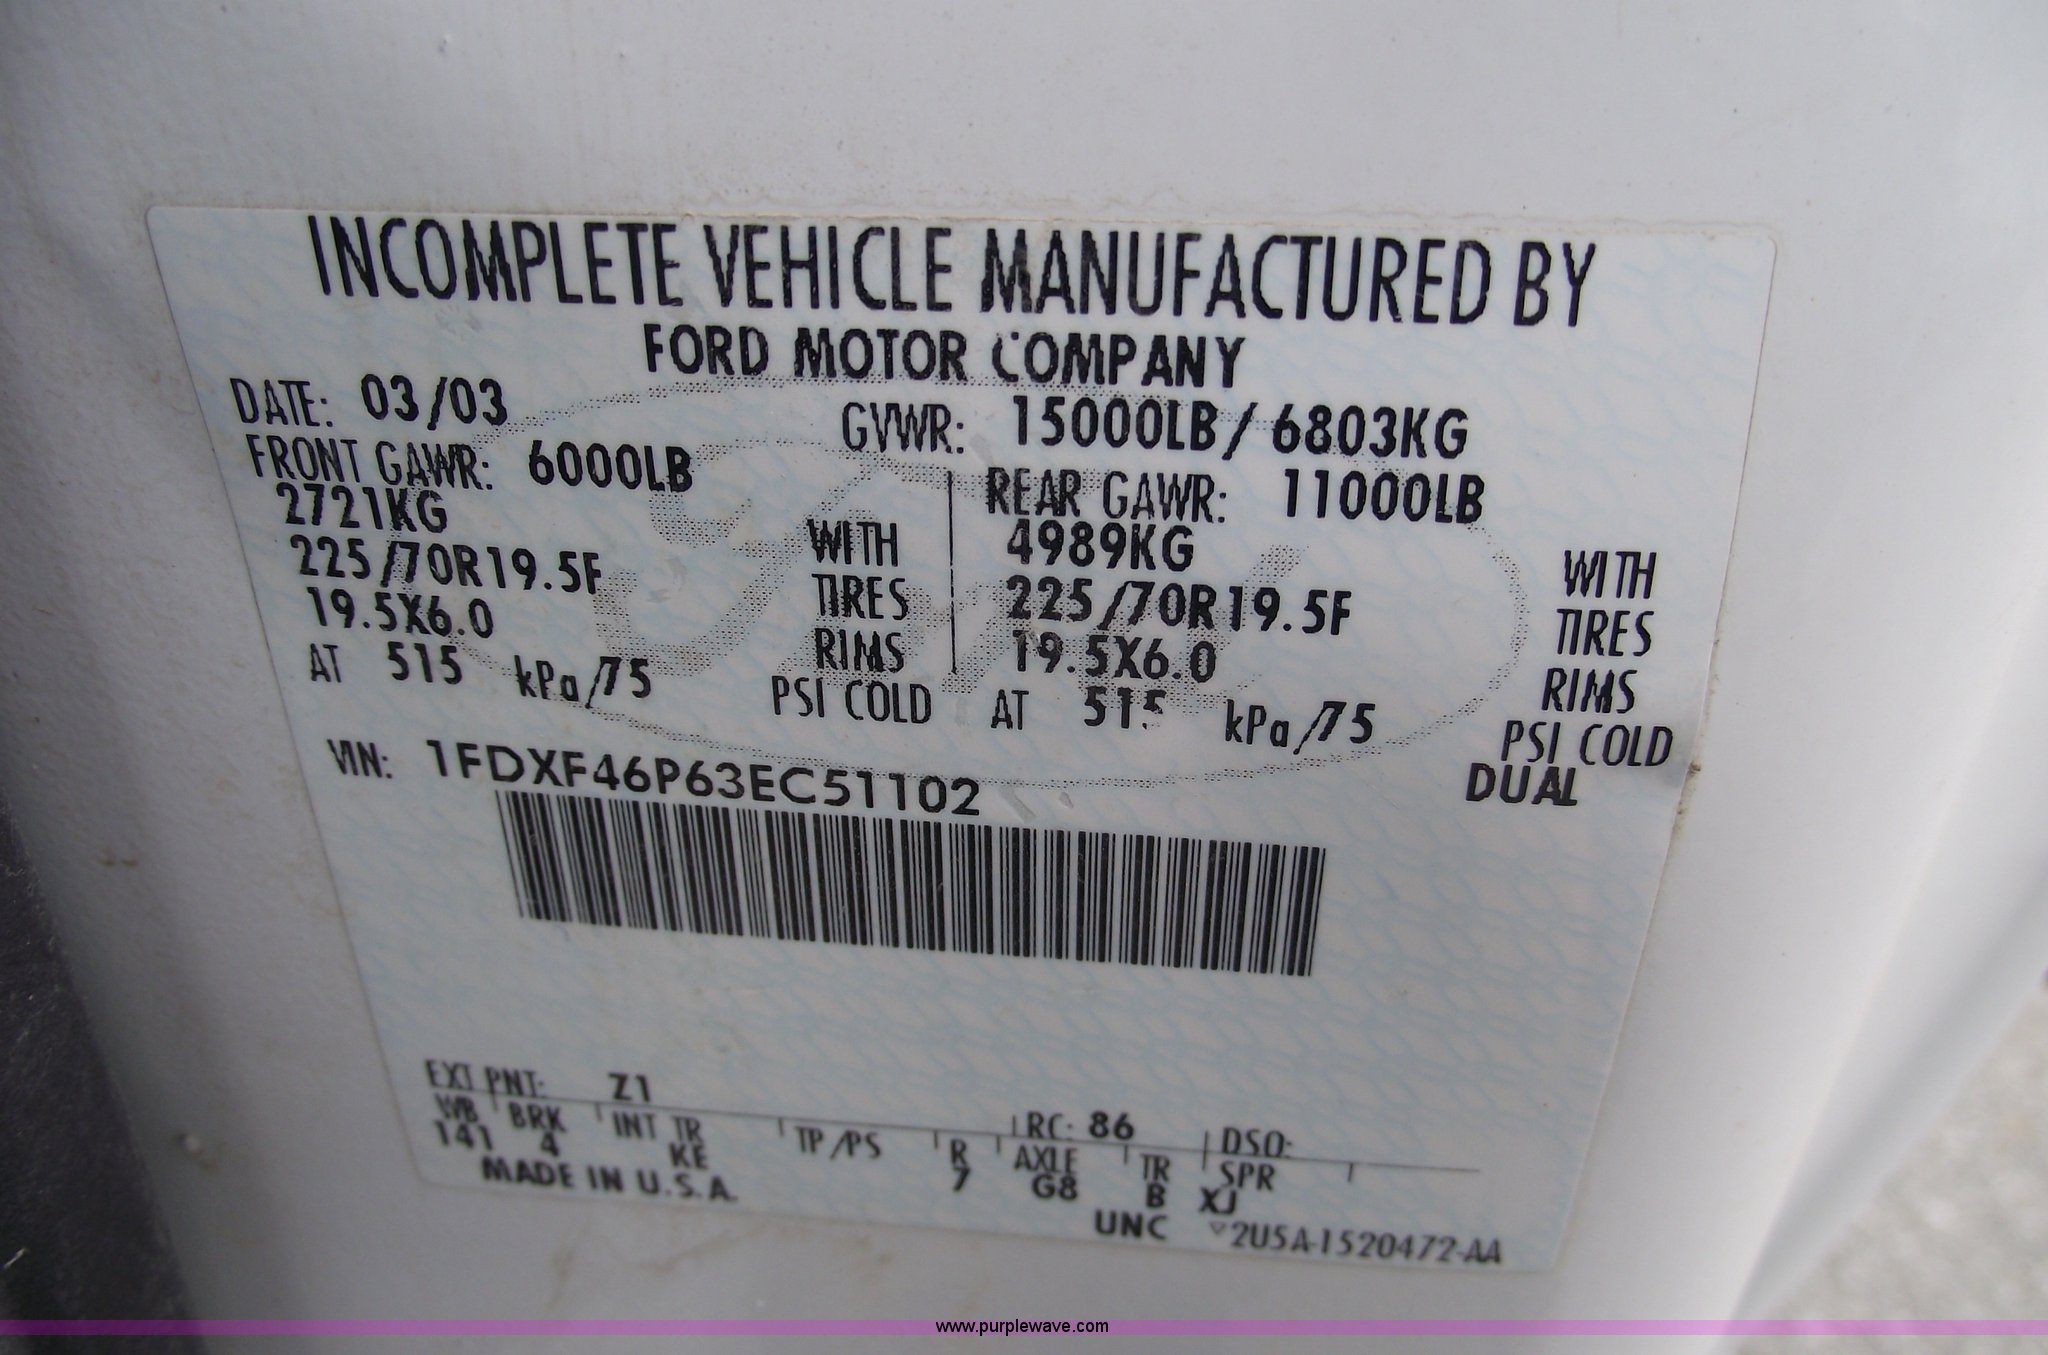 INCOMPLETE VEHICLE MANUFACTURED BY
FORD MOTOR COMPANY
DATE: 03/03 GVWR: 15000LB/ 6803KG
FRONT GAWR: 6000LB REAR GAWR: 11000LB
2721KG WITH 4989KG WITH
225/70R19.5F TIRES 225/70R19.5F TIRES
19.5X6.0 RIMS 19.5X6.0 RIMS
AT 515 kPa/75 PSI COLD AT 515 kPa/75 PSI COLD
DUAL
VIN: 1FDXF46P63EC51102
EXT PNT: Z1 RC: 86 DSO:
WB BRK INT TR TP/PS R AXLE TR SPR
141 4 KE 7 G8 B XJ
MADE IN U.S.A. UNC ▽2U5A-1520472-AA
www.purplewave.com